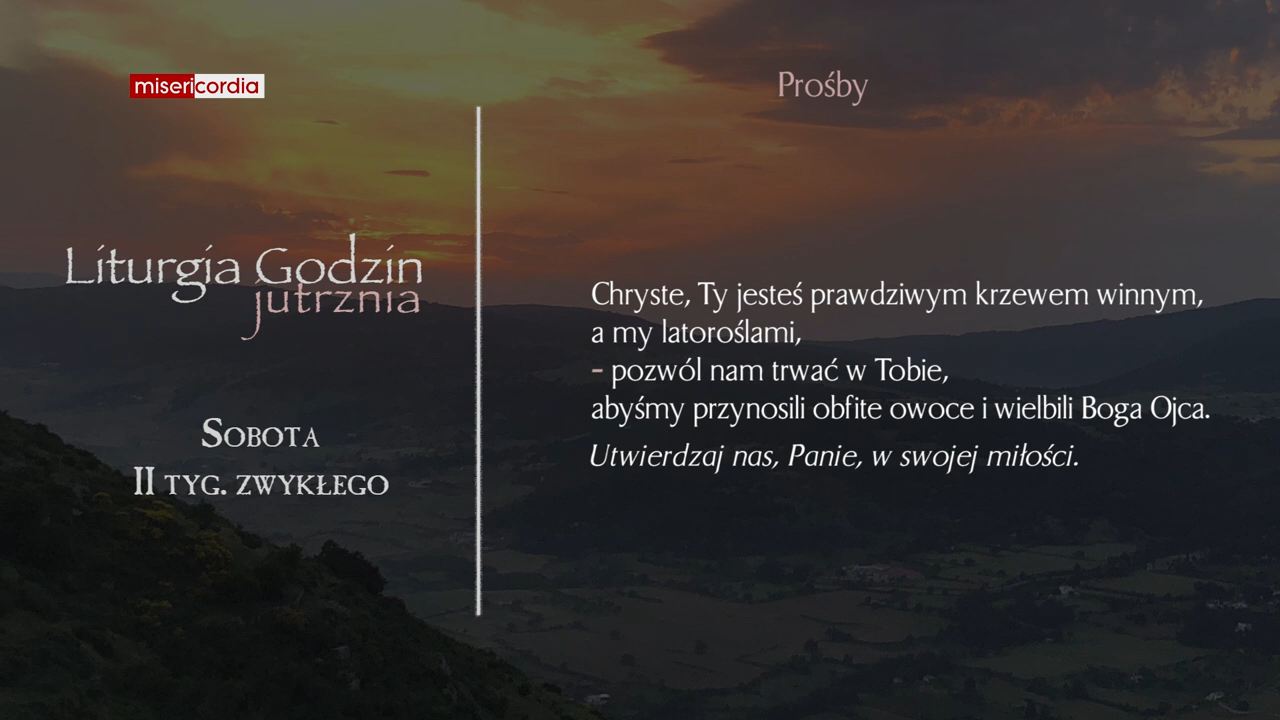 misericordia
Liturgia Godzin
jutrznia
Sobota
II tyg. zwykłego
Prośby
Chryste, Ty jesteś prawdziwym krzewem winnym,
a my latoroślami,
- pozwól nam trwać w Tobie,
abyśmy przynosili obfite owoce i wielbili Boga Ojca.
Utwierdzaj nas, Panie, w swojej miłości.